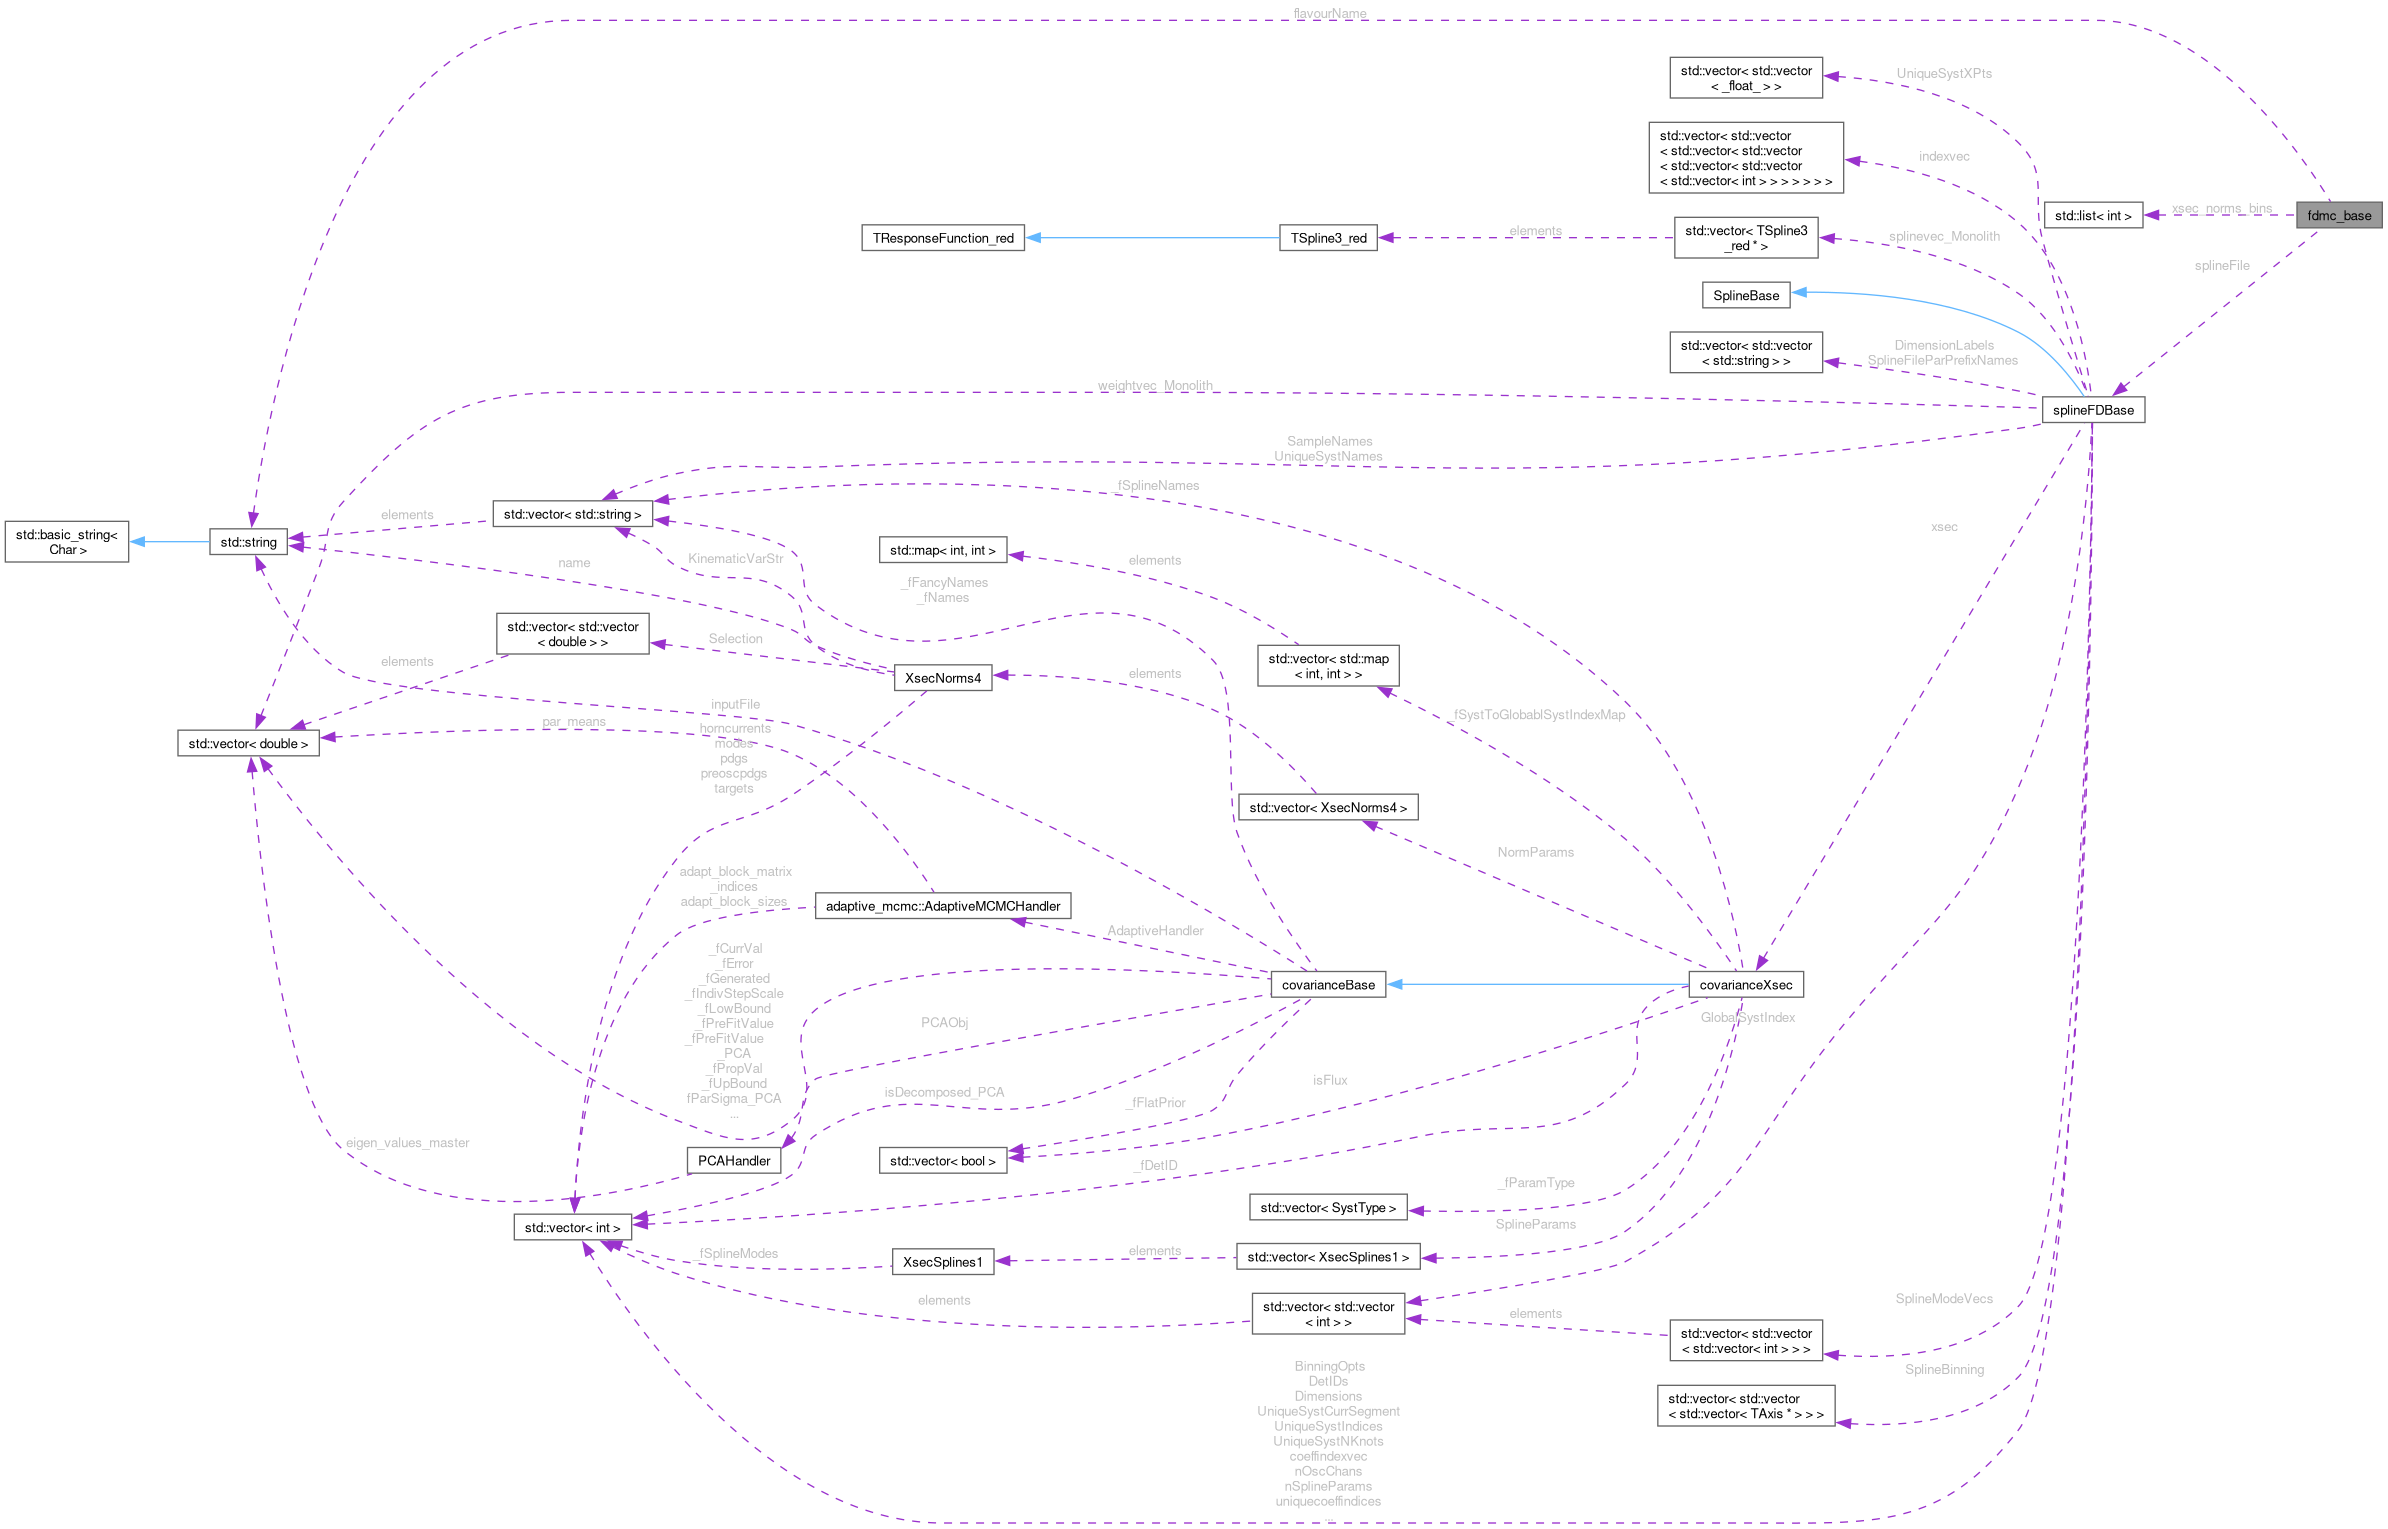 flavourName
std::vector< std::vector
< _float_ > >
UniqueSystXPts
std::vector< std::vector
< std::vector< std::vector
< std::vector< std::vector
< std::vector< int > > > > > > >
indexvec
std::list< int >
xsec_norms_bins
fdmc_base
TResponseFunction_red
TSpline3_red
elements
std::vector< TSpline3
_red * >
splinevec_Monolith
splineFile
SplineBase
std::vector< std::vector
< std::string > >
DimensionLabels
SplineFileParPrefixNames
weightvec_Monolith
splineFDBase
SampleNames
UniqueSystNames
_fSplineNames
std::basic_string<
Char >
std::string
elements
std::vector< std::string >
xsec
name
KinematicVarStr
std::map< int, int >
elements
_fFancyNames
_fNames
std::vector< std::vector
< double > >
Selection
elements
XsecNorms4
elements
std::vector< std::map
< int, int > >
_fSystToGlobablSystIndexMap
inputFile
std::vector< double >
par_means
horncurrents
modes
pdgs
preoscpdgs
targets
std::vector< XsecNorms4 >
NormParams
adapt_block_matrix
_indices
adapt_block_sizes
adaptive_mcmc::AdaptiveMCMCHandler
AdaptiveHandler
_fCurrVal
_fError
_fGenerated
_fIndivStepScale
_fLowBound
_fPreFitValue
_fPreFitValue
_PCA
_fPropVal
_fUpBound
fParSigma_PCA
...
covarianceBase
covarianceXsec
PCAObj
GlobalSystIndex
isDecomposed_PCA
isFlux
_fFlatPrior
eigen_values_master
PCAHandler
std::vector< bool >
_fDetID
_fParamType
std::vector< SystType >
std::vector< int >
SplineParams
_fSplineModes
XsecSplines1
elements
std::vector< XsecSplines1 >
elements
std::vector< std::vector
< int > >
elements
std::vector< std::vector
< std::vector< int > > >
SplineModeVecs
SplineBinning
std::vector< std::vector
< std::vector< TAxis * > > >
BinningOpts
DetIDs
Dimensions
UniqueSystCurrSegment
UniqueSystIndices
UniqueSystNKnots
coeffindexvec
nOscChans
nSplineParams
uniquecoeffindices
...